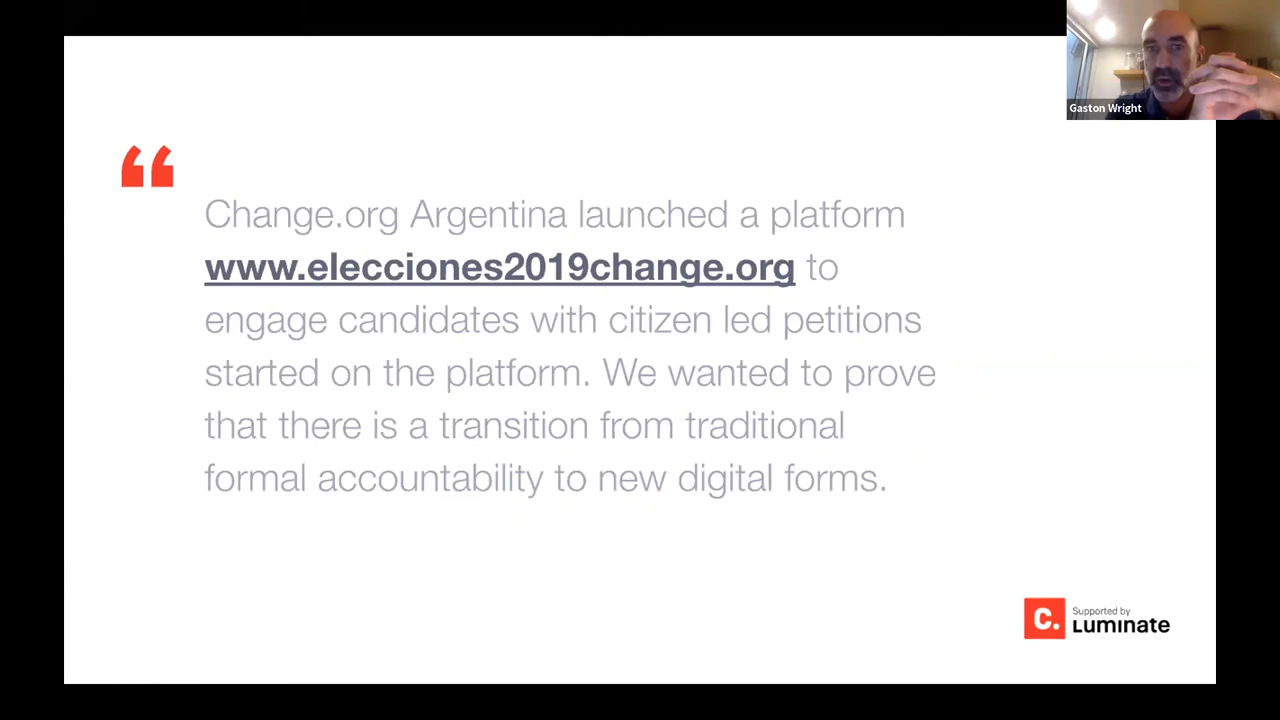 Gaston Wright
“
Change.org Argentina launched a platform
www.elecciones2019change.org to
engage candidates with citizen led petitions
started on the platform. We wanted to prove
that there is a transition from traditional
formal accountability to new digital forms.
C.
Supported by
Luminate